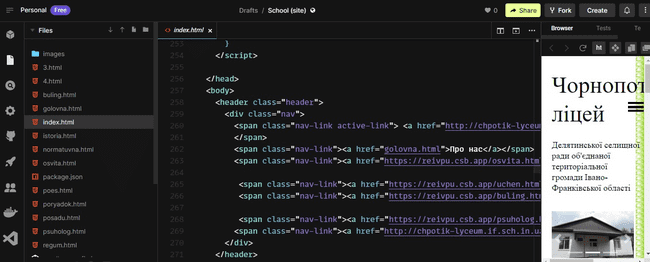 Personal Free
Drafts / School (site)
0
Share
Fork
Create
Files
images
3.html
4.html
buling.html
golovna.html
index.html
istoria.html
normatuvna.html
osvita.html
package.json
poes.html
poryadok.html
posadu.html
psuholog.html
regum.html
index.html
253 }
254 </script>
255
256 </head>
257 <body>
258 <header class="header">
259 <div class="nav">
260 <span class="nav-link active-link"> <a href="http://chpotik-lyceum
261 </span>
262 <span class="nav-link"><a href="golovna.html">Про нас</a></span>
263 <span class="nav-link"><a href="https://reivpu.csb.app/osvita.html
264
265 <span class="nav-link"><a href="https://reivpu.csb.app/uchen.html
266 <span class="nav-link"><a href="https://reivpu.csb.app/buling.html
267
268 <span class="nav-link"><a href="https://reivpu.csb.app/psuholog.
269 <span class="nav-link"><a href="http://chpotik-lyceum.if.sch.in.u
270 </div>
271 </header>
Browser Tests Te
Чорнопот
ліцей
Делятинської селищної
ради об'єднаної
територіальної
громади Івано-
Франківської області